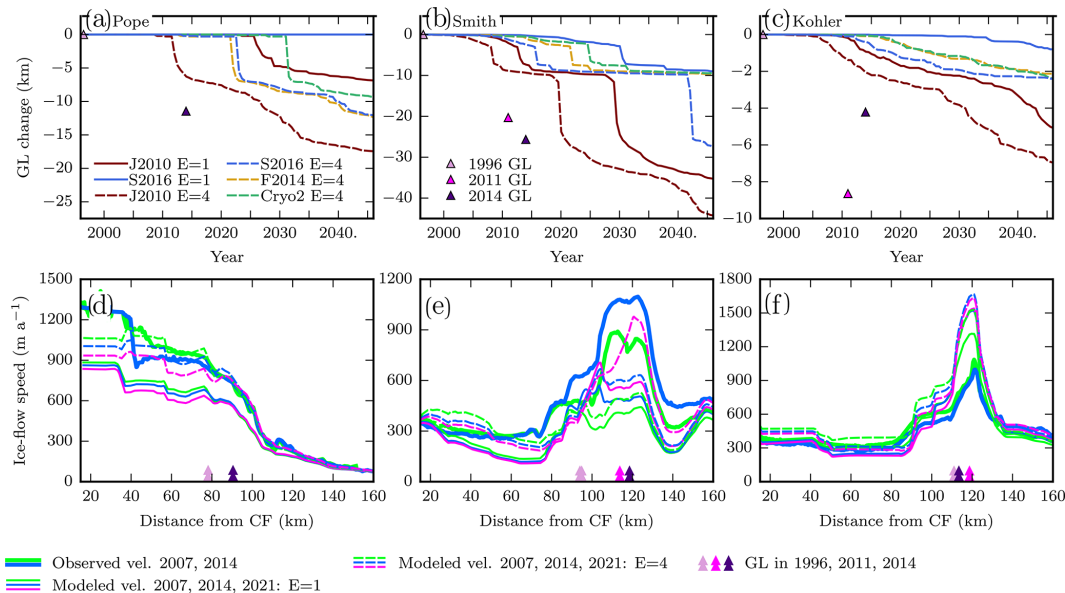 (a) Pope
(b) Smith
(c) Kohler
GL change (km)
0
−5
−10
−15
−20
−25
J2010 E=1
S2016 E=1
J2010 E=4
S2016 E=4
F2014 E=4
Cryo2 E=4
2000 2010 2020 2030 2040.
Year
0
−10
−20
−30
−40
1996 GL
2011 GL
2014 GL
2000 2010 2020 2030 2040.
Year
0
−2
−4
−6
−8
−10
2000 2010 2020 2030 2040.
Year
Ice-flow speed (m a⁻¹)
(d)
1500
1200
900
600
300
0
20 40 60 80 100 120 140 160
Distance from CF (km)
(e)
1200
900
600
300
0
20 40 60 80 100 120 140 160
Distance from CF (km)
(f)
1800
1500
1200
900
600
300
0
20 40 60 80 100 120 140 160
Distance from CF (km)
Observed vel. 2007, 2014
Modeled vel. 2007, 2014, 2021: E=1
Modeled vel. 2007, 2014, 2021: E=4
GL in 1996, 2011, 2014